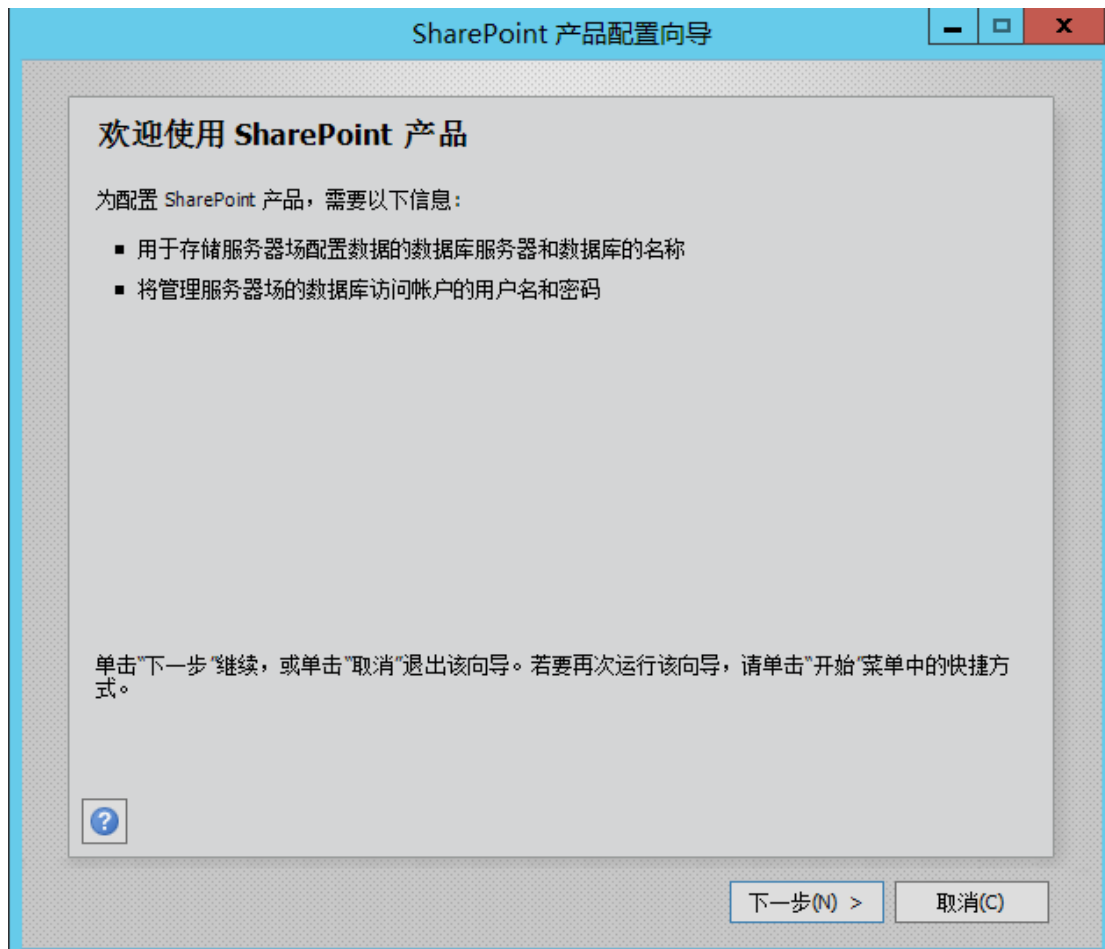 SharePoint 产品配置向导
欢迎使用 SharePoint 产品
为配置 SharePoint 产品，需要以下信息：
▪ 用于存储服务器场配置数据的数据库服务器和数据库的名称
▪ 将管理服务器场的数据库访问帐户的用户名和密码
单击"下一步"继续，或单击"取消"退出该向导。若要再次运行该向导，请单击"开始"菜单中的快捷方
式。
下一步(N) >
取消(C)